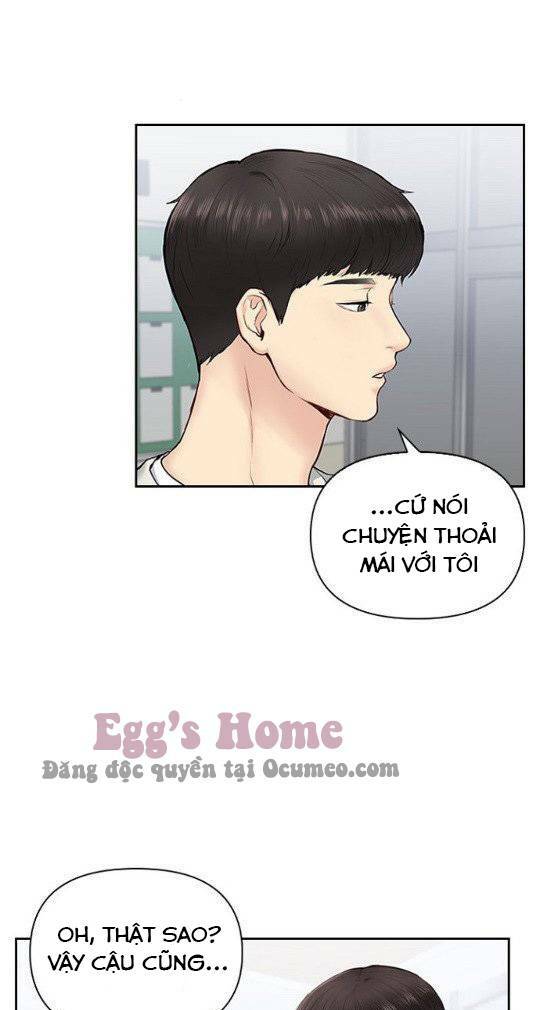 ...CỨ NÓI
CHUYỆN THOẢI
MÁI VỚI TÔI
Egg's Home
Đăng độc quyền tại Ocumeo.com
OH, THẬT SAO?
VẬY CẬU CŨNG...